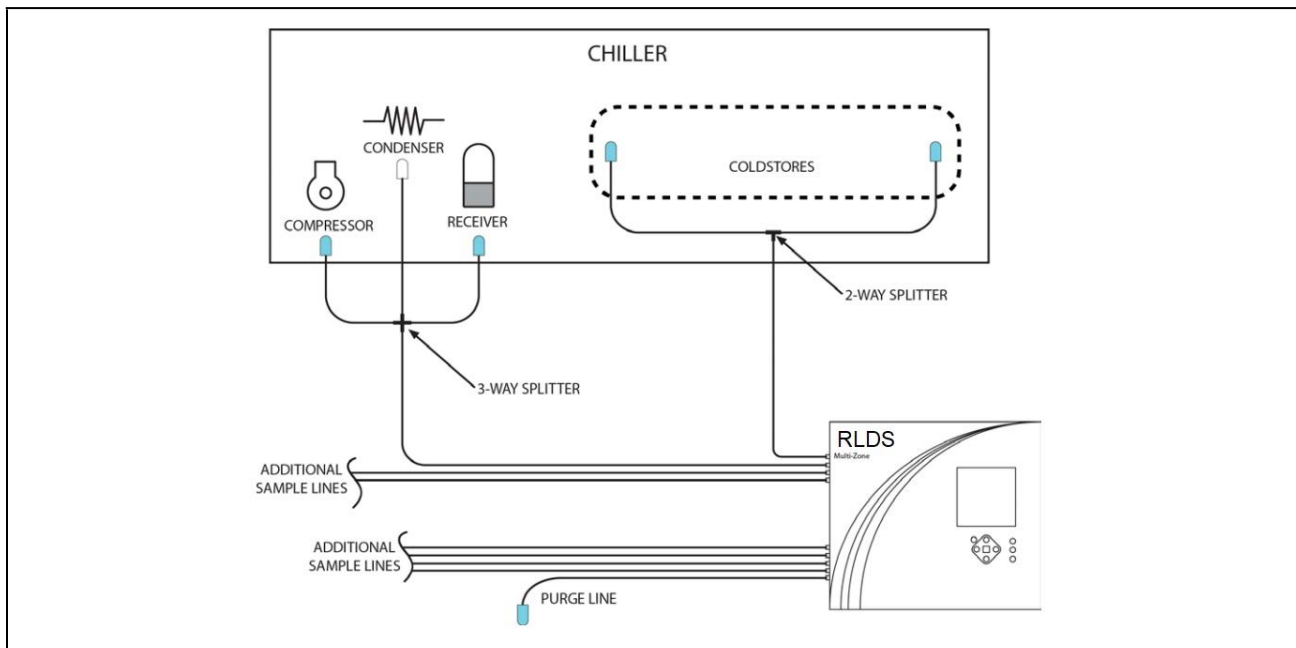 CHILLER
CONDENSER
COMPRESSOR
RECEIVER
COLDSTORES
2-WAY SPLITTER
3-WAY SPLITTER
RLDS
Multi-Zone
ADDITIONAL
SAMPLE LINES
ADDITIONAL
SAMPLE LINES
PURGE LINE